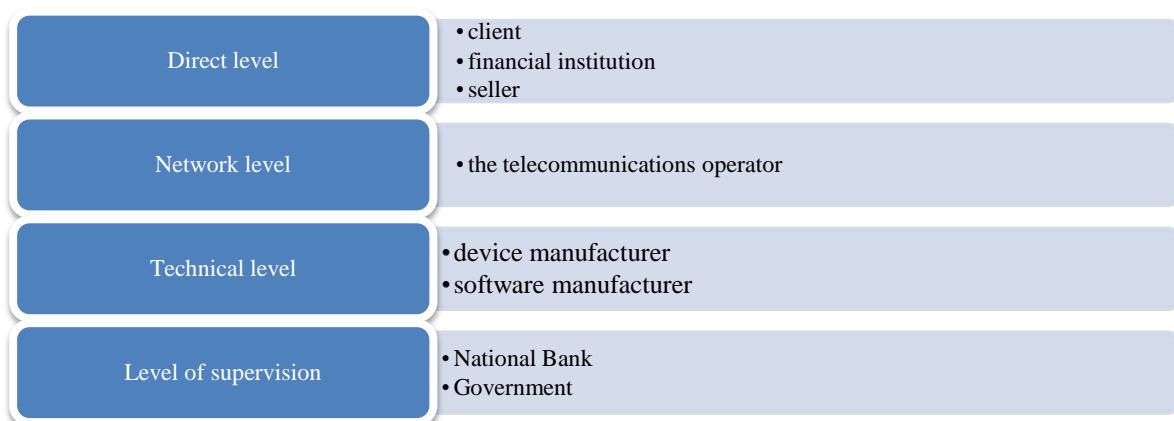 Direct level
• client
• financial institution
• seller
Network level
• the telecommunications operator
Technical level
• device manufacturer
• software manufacturer
Level of supervision
• National Bank
• Government